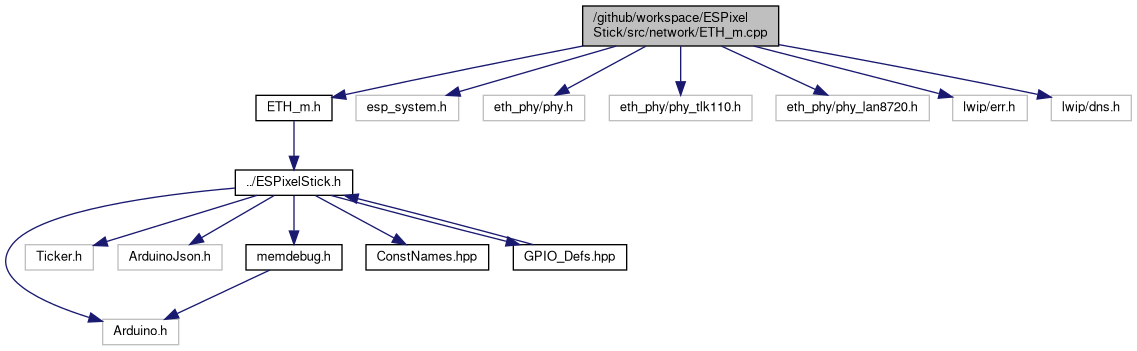 /github/workspace/ESPixel
Stick/src/network/ETH_m.cpp
ETH_m.h
esp_system.h
eth_phy/phy.h
eth_phy/phy_tlk110.h
eth_phy/phy_lan8720.h
lwip/err.h
lwip/dns.h
../ESPixelStick.h
Ticker.h
ArduinoJson.h
memdebug.h
ConstNames.hpp
GPIO_Defs.hpp
Arduino.h